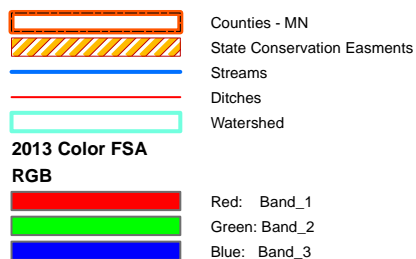 Counties - MN
State Conservation Easments
Streams
Ditches
Watershed
2013 Color FSA
RGB
Red: Band_1
Green: Band_2
Blue: Band_3